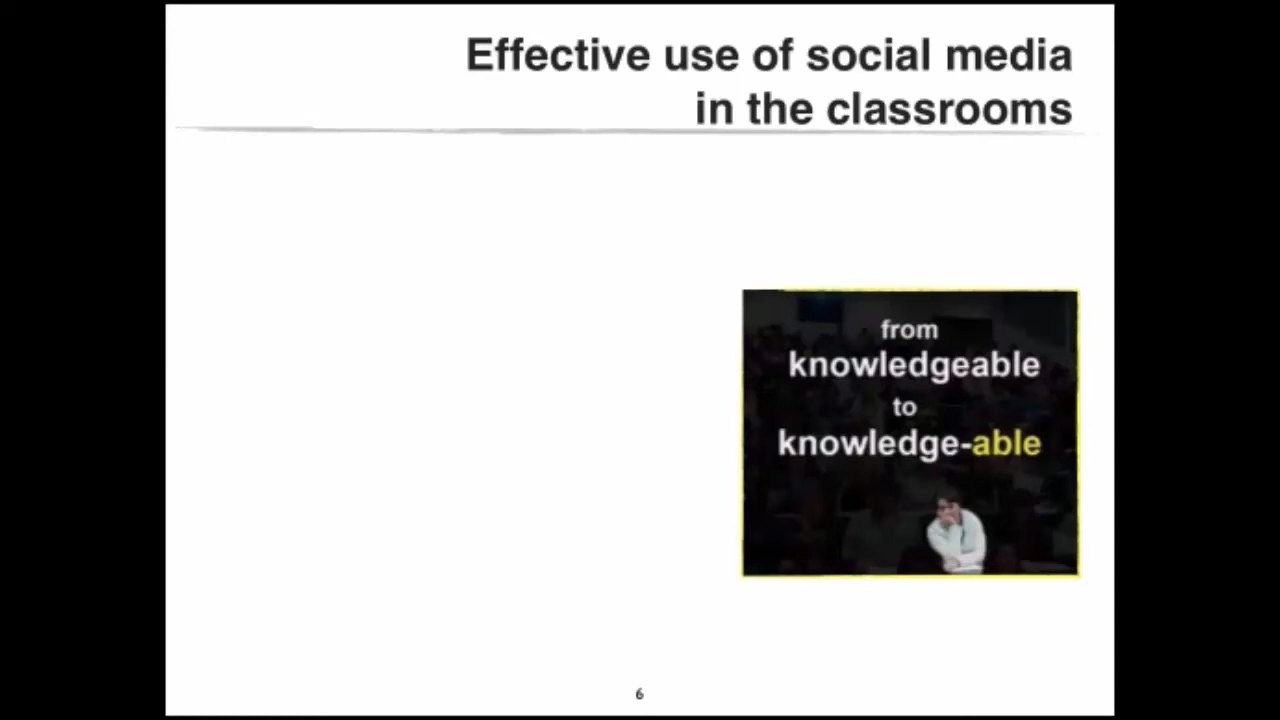 Effective use of social media
in the classrooms
from
knowledgeable
to
knowledge-able
6